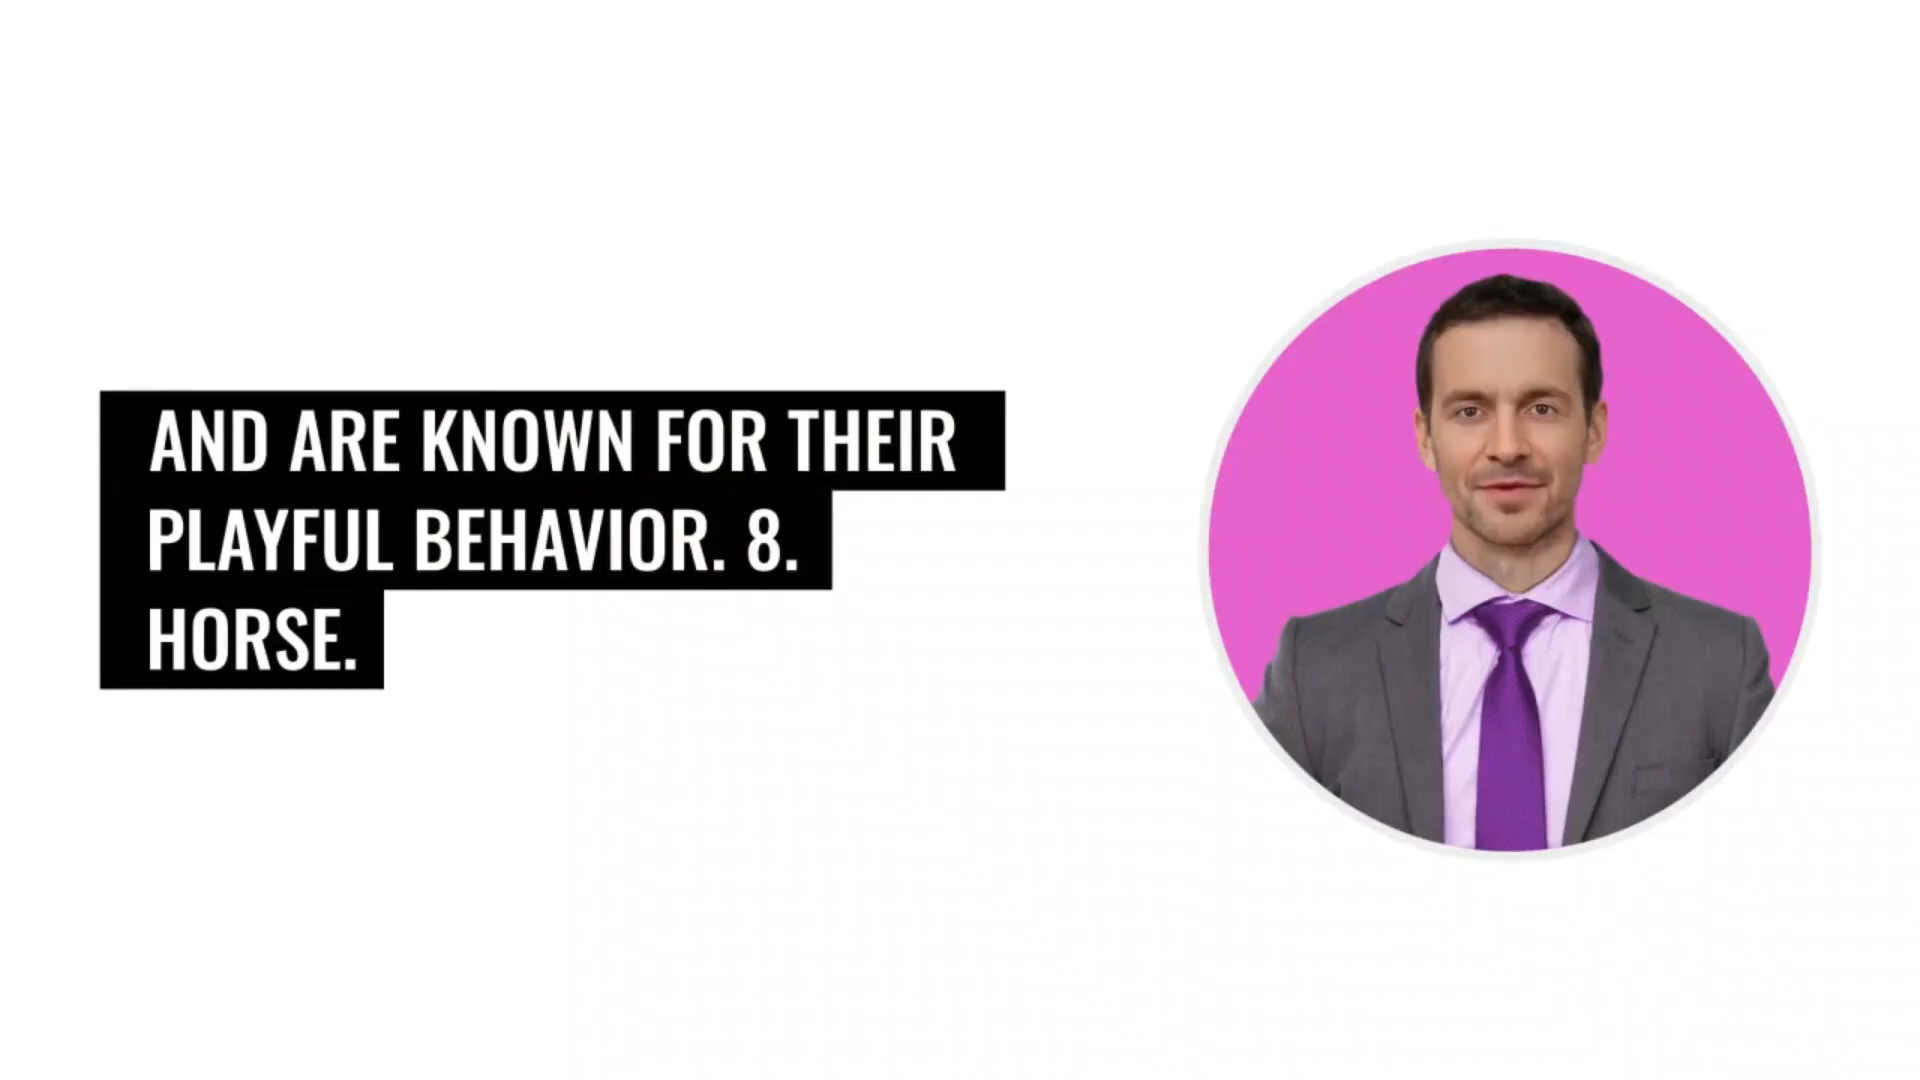 AND ARE KNOWN FOR THEIR
PLAYFUL BEHAVIOR. 8.
HORSE.